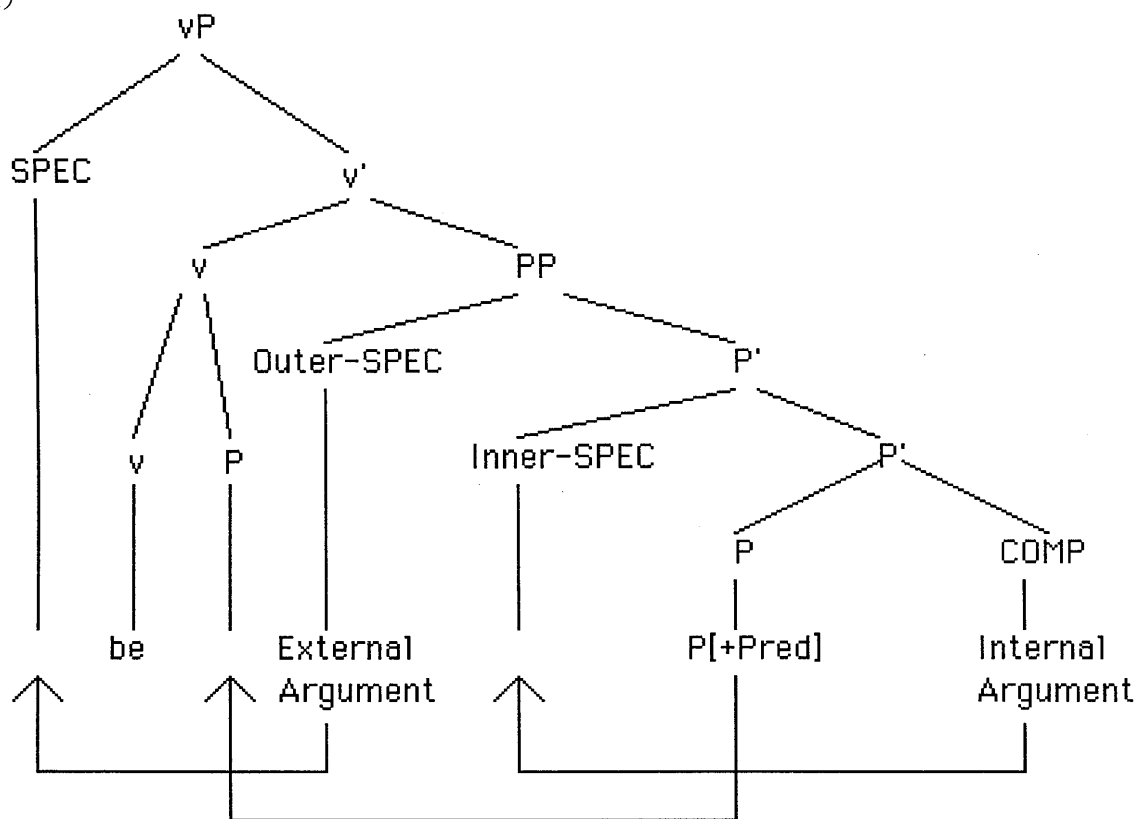 )
vP
SPEC
v'
v
PP
Outer-SPEC
P'
v
P
Inner-SPEC
P'
P
COMP
be
External
Argument
P[+Pred]
Internal
Argument